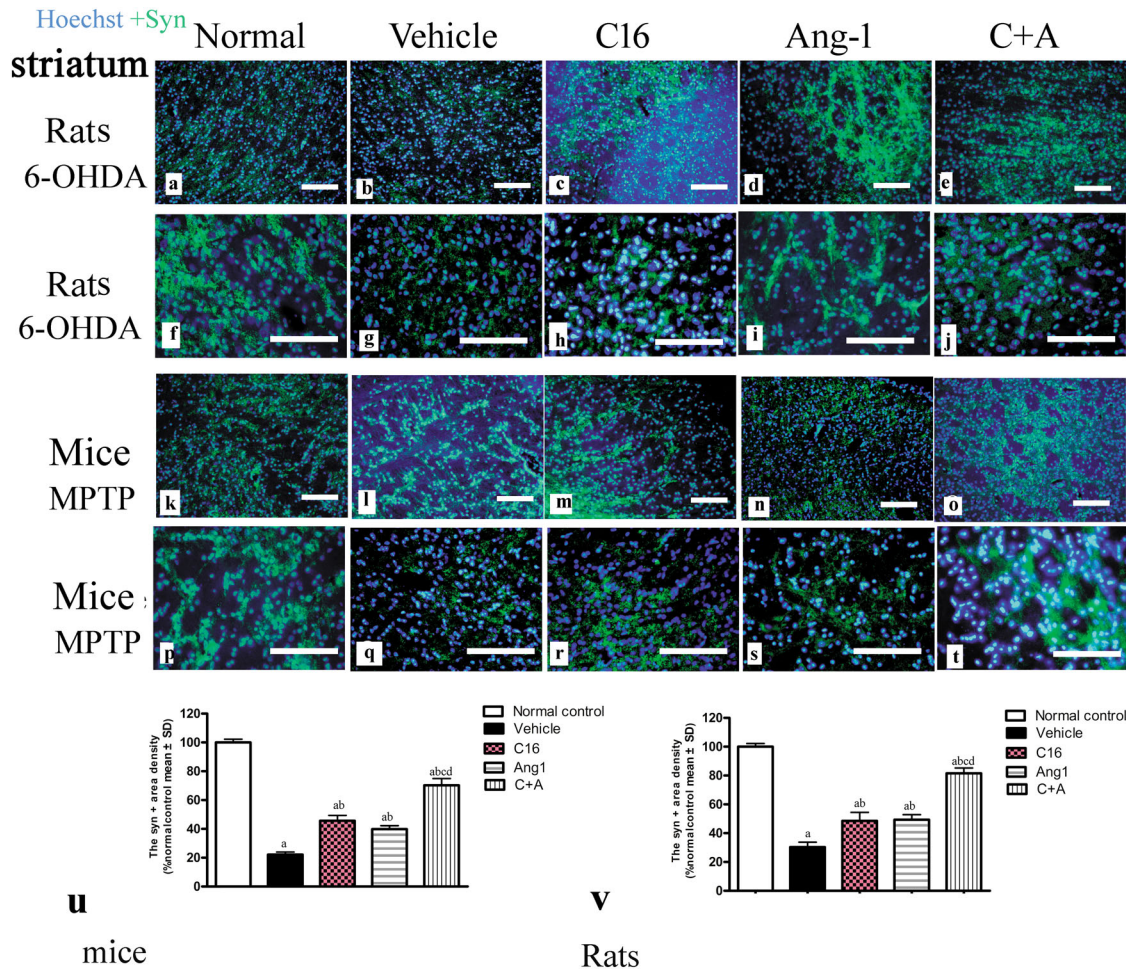 Hoechst +Syn
Normal Vehicle C16 Ang-1 C+A
striatum
Rats
6-OHDA
a b c d e
Rats
6-OHDA
f g h i j
Mice
MPTP
k l m n o
Mice
MPTP
p q r s t
The syn + area density
(%normalcontrol mean ± SD)
120
100
80
60
40
20
0
a
ab
ab
abcd
Normal control
Vehicle
C16
Ang1
C+A
u
mice
The syn + area density
(%normalcontrol mean ± SD)
120
100
80
60
40
20
0
a
ab
ab
abcd
Normal control
Vehicle
C16
Ang1
C+A
v
Rats